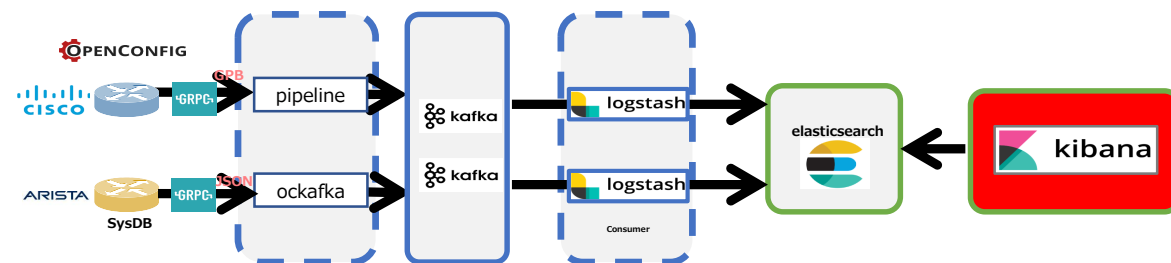 OPENCONFIG
GPB
CISCO
GRPC
pipeline
kafka
logstash
elasticsearch
kibana
kafka
JSON
ARISTA
GRPC
ockafka
logstash
SysDB
Consumer